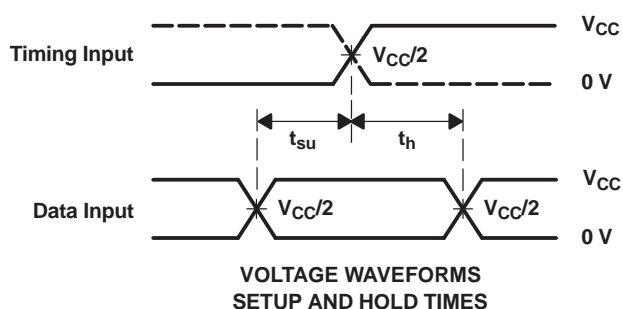 V_CC
Timing Input
V_CC/2
0 V
t_su
t_h
V_CC
Data Input
V_CC/2
V_CC/2
0 V
VOLTAGE WAVEFORMS
SETUP AND HOLD TIMES